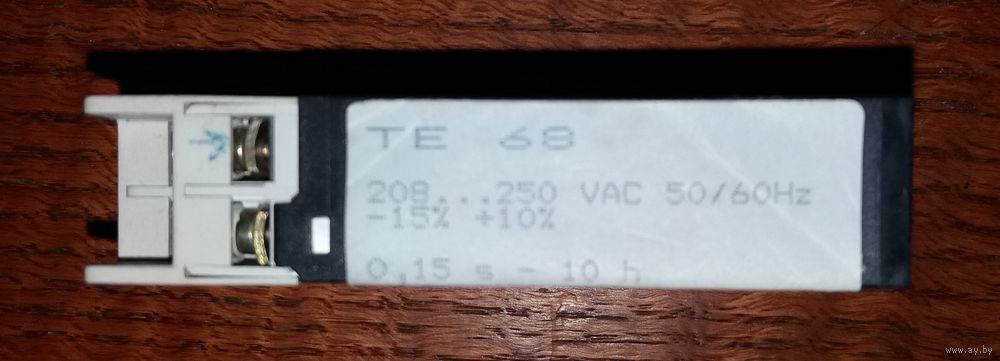 TE 68
208...250 VAC 50/60Hz
-15% +10%
0,15 s - 10 h
www.ay.by